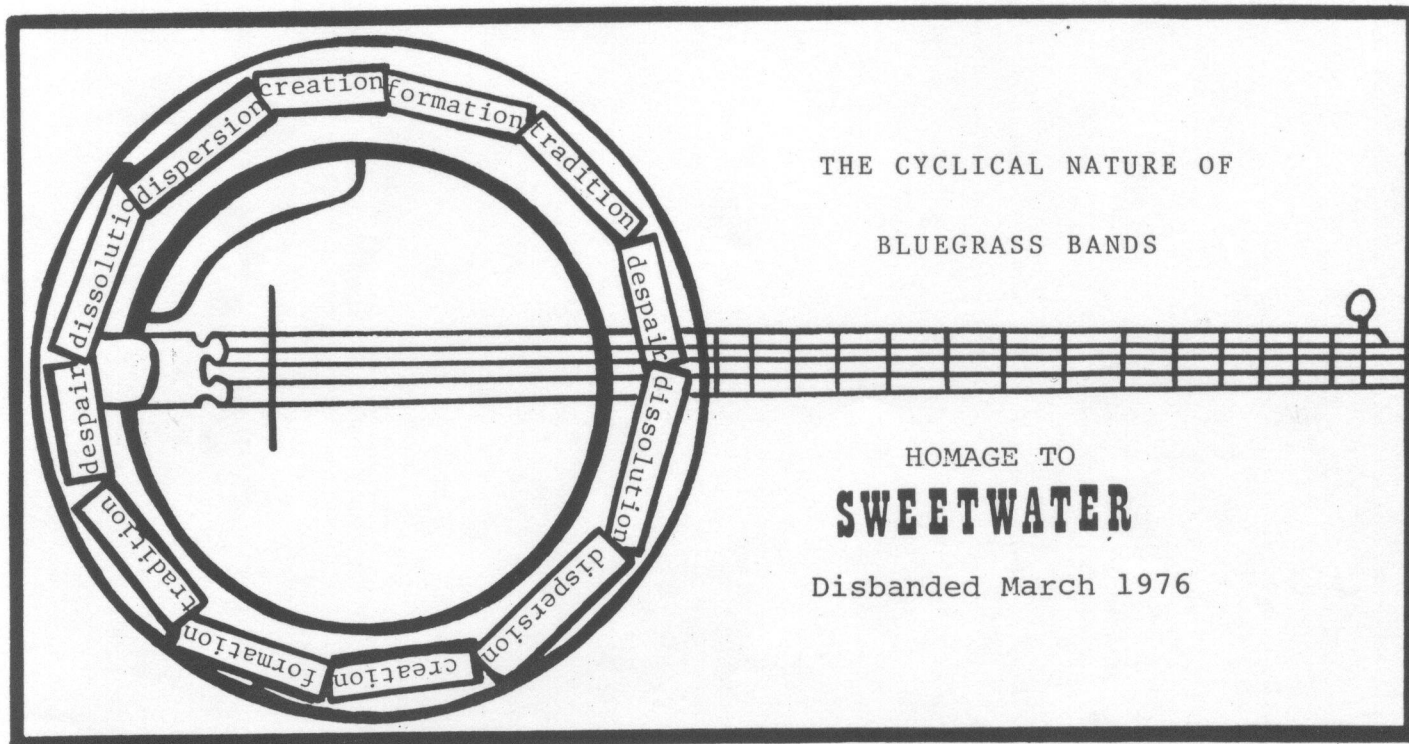 creation
formation
tradition
despair
dissolution
dispersion
creation
formation
tradition
despair
dissolutio
dispersion
THE CYCLICAL NATURE OF
BLUEGRASS BANDS
HOMAGE TO
SWEETWATER
Disbanded March 1976